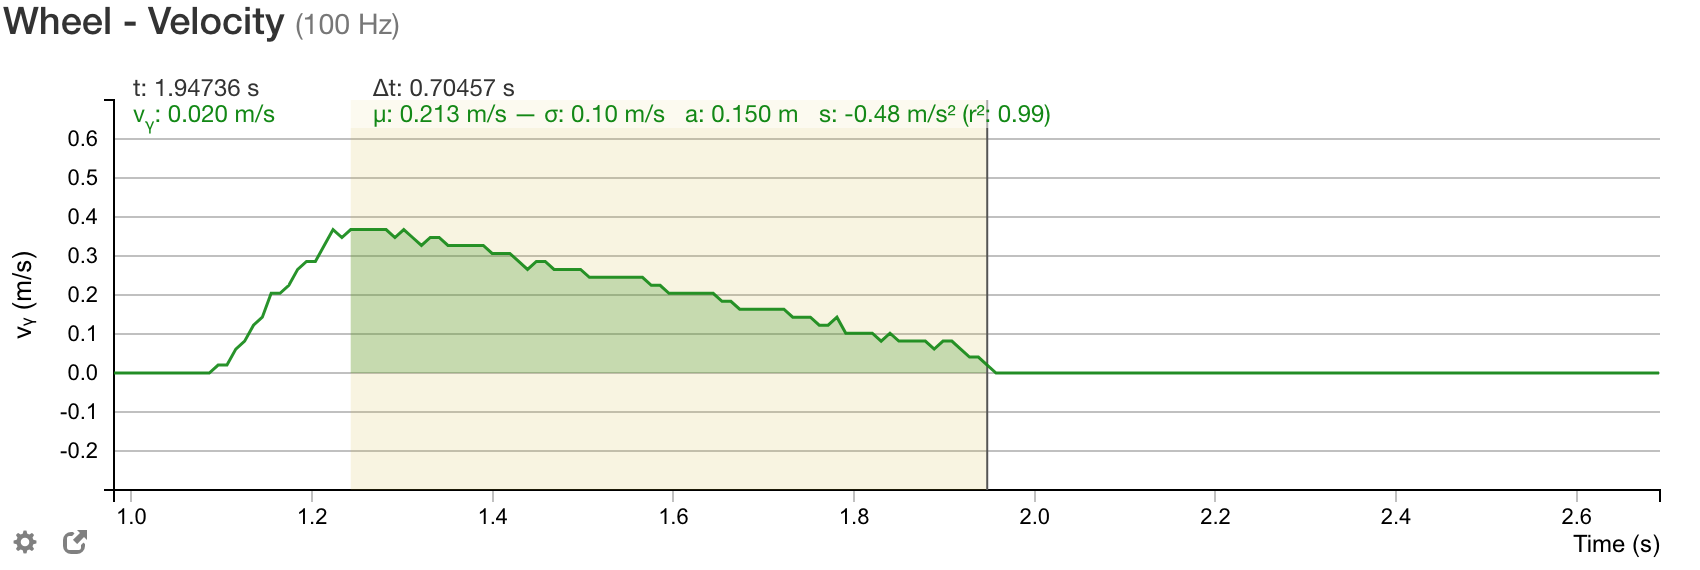 Wheel - Velocity (100 Hz)
t: 1.94736 s Δt: 0.70457 s
vᵧ: 0.020 m/s μ: 0.213 m/s — σ: 0.10 m/s a: 0.150 m s: -0.48 m/s² (r²: 0.99)
0.6
0.5
0.4
0.3
0.2
0.1
0.0
-0.1
-0.2
vᵧ (m/s)
1.0 1.2 1.4 1.6 1.8 2.0 2.2 2.4 2.6
Time (s)